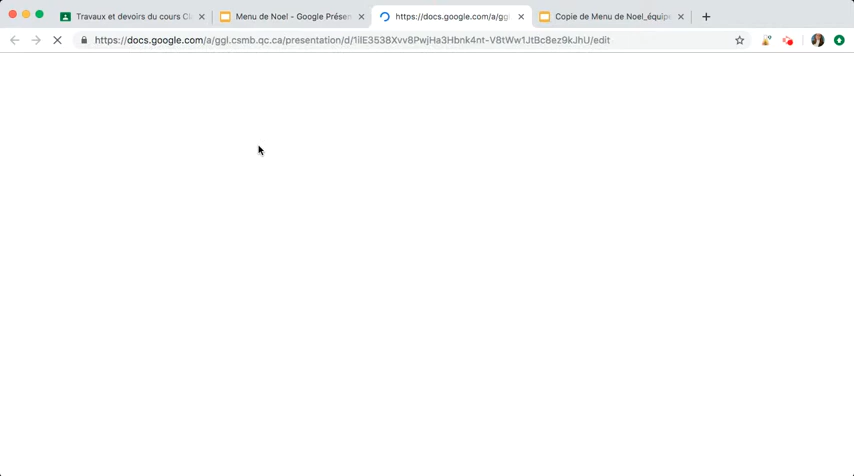 Travaux et devoirs du cours Cl
Menu de Noel - Google Présen
https://docs.google.com/a/ggl
Copie de Menu de Noel_équip
https://docs.google.com/a/ggl.csmb.qc.ca/presentation/d/1ilE3538Xvv8PwjHa3Hbnk4nt-V8tWw1JtBc8ez9kJhU/edit